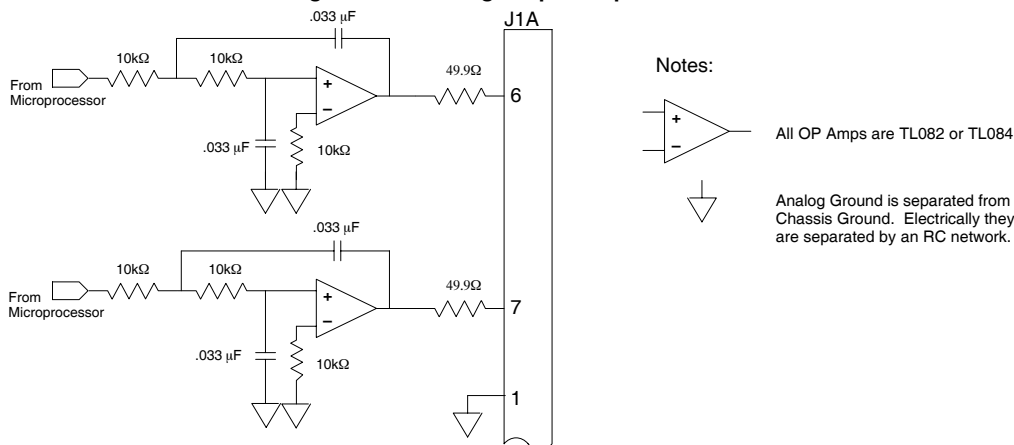 .033 μF
J1A
10kΩ
10kΩ
49.9Ω
From
Microprocessor
+
−
6
.033 μF
10kΩ
Notes:
+
−
All OP Amps are TL082 or TL084
Analog Ground is separated from
Chassis Ground. Electrically they
are separated by an RC network.
.033 μF
10kΩ
10kΩ
49.9Ω
From
Microprocessor
+
−
7
.033 μF
10kΩ
1